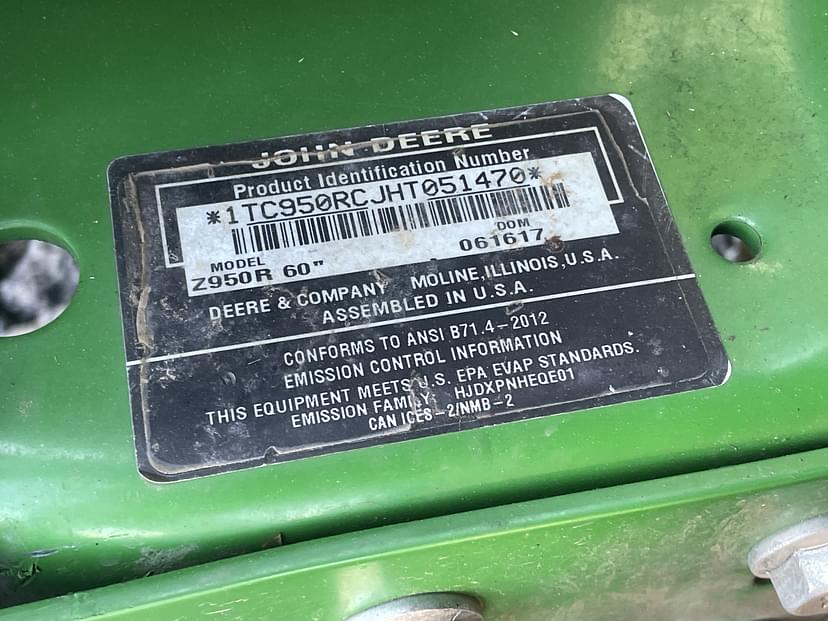 JOHN DEERE
Product Identification Number
*1TC950RCJHT051470*
MODEL DOM
Z950R 60" 061617
DEERE & COMPANY MOLINE, ILLINOIS, U.S.A.
ASSEMBLED IN U.S.A.
CONFORMS TO ANSI B71.4-2012
EMISSION CONTROL INFORMATION
THIS EQUIPMENT MEETS U.S. EPA EVAP STANDARDS.
EMISSION FAMILY: HJDXPNHEQE01
CAN ICES-2/NMB-2